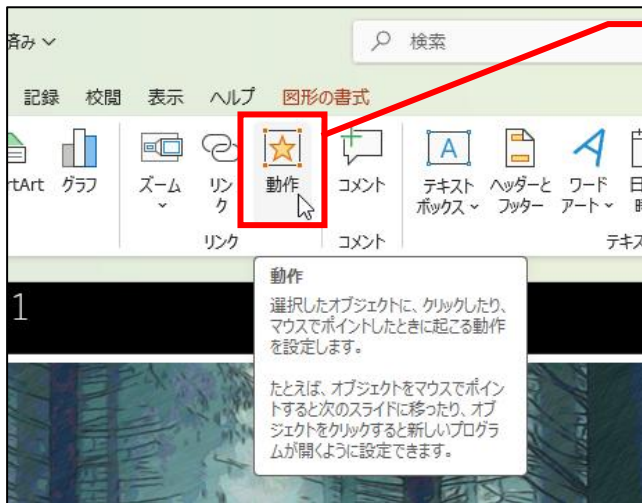 済み
検索
記録 校閲 表示 ヘルプ 図形の書式
rtArt グラフ ズーム リンク 動作 コメント テキスト ボックス ヘッダーと フッター ワード アート
リンク コメント テキス
1
動作
選択したオブジェクトに、クリックしたり、
マウスでポイントしたときに起こる動作
を設定します。
たとえば、オブジェクトをマウスでポイン
トすると次のスライドに移ったり、オブ
ジェクトをクリックすると新しいプログラ
ムが開くように設定できます。